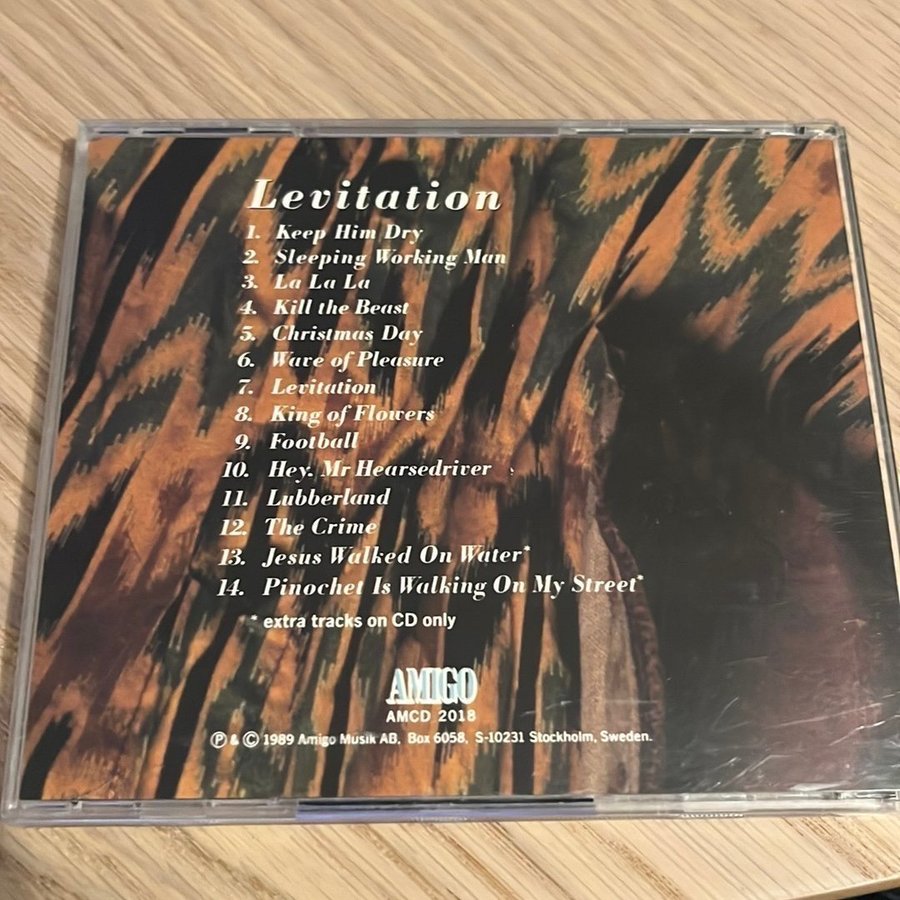 Levitation
1. Keep Him Dry
2. Sleeping Working Man
3. La La La
4. Kill the Beast
5. Christmas Day
6. Wave of Pleasure
7. Levitation
8. King of Flowers
9. Football
10. Hey, Mr Hearsedriver
11. Lubberland
12. The Crime
13. Jesus Walked On Water*
14. Pinochet Is Walking On My Street*
* extra tracks on CD only
AMIGO
AMCD 2018
Ⓟ & © 1989 Amigo Musik AB, Box 6058, S-10231 Stockholm, Sweden.